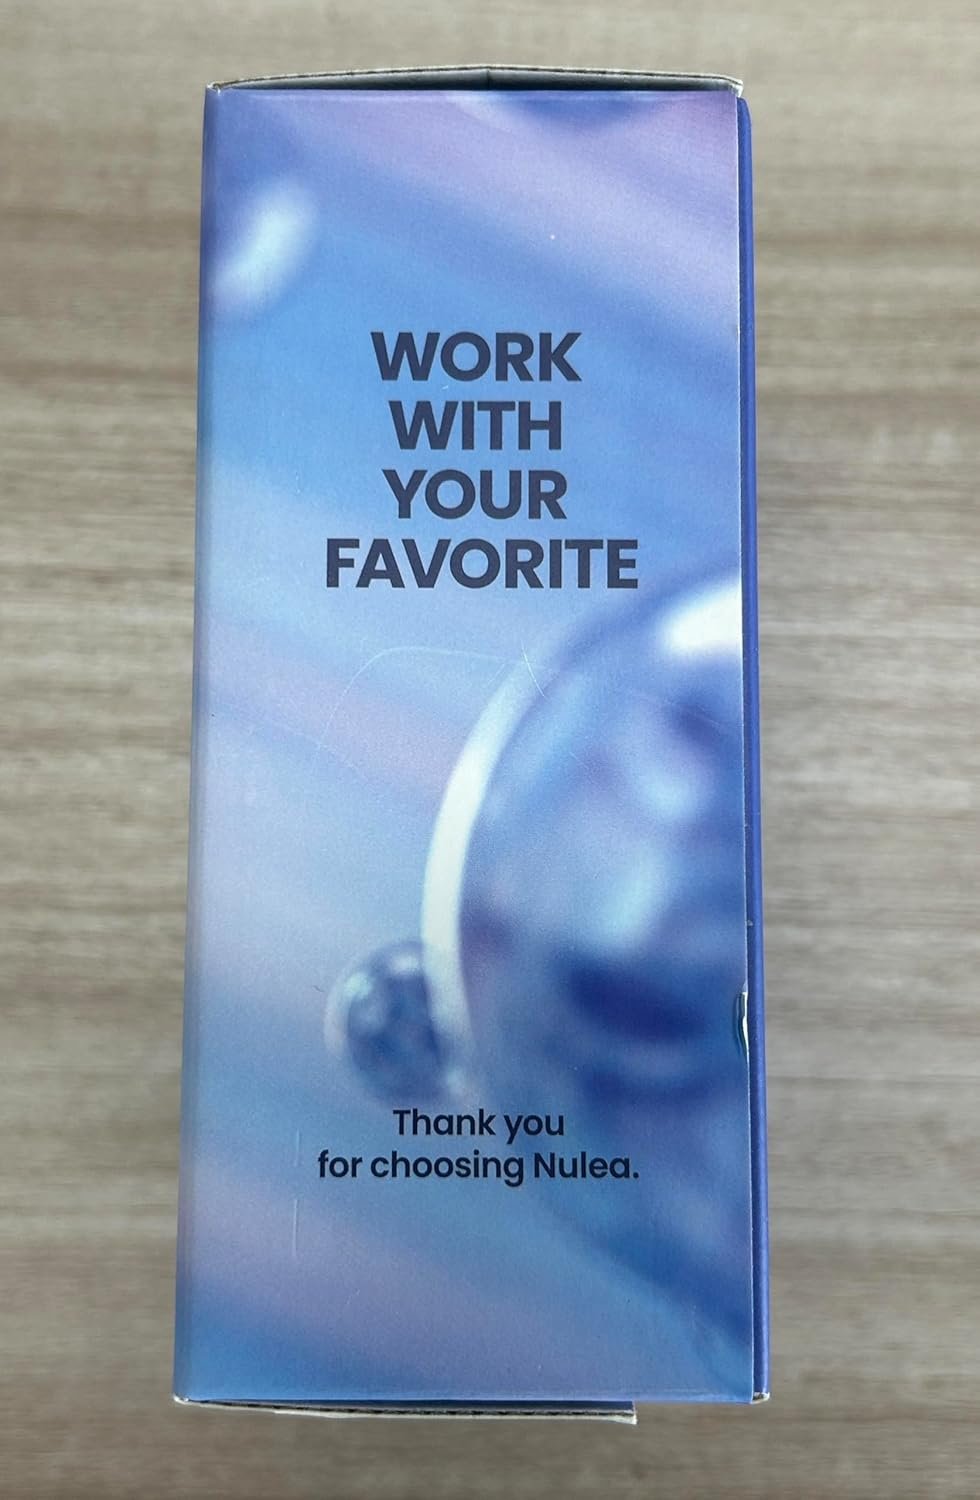 WORK
WITH
YOUR
FAVORITE
Thank you
for choosing Nulea.